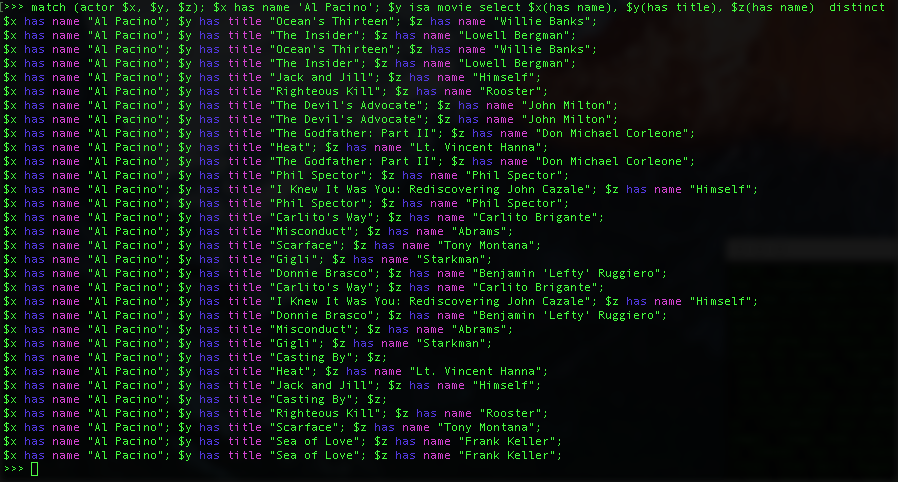 [>>> match (actor $x, $y, $z); $x has name 'Al Pacino'; $y isa movie select $x(has name), $y(has title), $z(has name)  distinct
$x has name "Al Pacino"; $y has title "Ocean's Thirteen"; $z has name "Willie Banks";
$x has name "Al Pacino"; $y has title "The Insider"; $z has name "Lowell Bergman";
$x has name "Al Pacino"; $y has title "Ocean's Thirteen"; $z has name "Willie Banks";
$x has name "Al Pacino"; $y has title "The Insider"; $z has name "Lowell Bergman";
$x has name "Al Pacino"; $y has title "Jack and Jill"; $z has name "Himself";
$x has name "Al Pacino"; $y has title "Righteous Kill"; $z has name "Rooster";
$x has name "Al Pacino"; $y has title "The Devil's Advocate"; $z has name "John Milton";
$x has name "Al Pacino"; $y has title "The Devil's Advocate"; $z has name "John Milton";
$x has name "Al Pacino"; $y has title "The Godfather: Part II"; $z has name "Don Michael Corleone";
$x has name "Al Pacino"; $y has title "Heat"; $z has name "Lt. Vincent Hanna";
$x has name "Al Pacino"; $y has title "The Godfather: Part II"; $z has name "Don Michael Corleone";
$x has name "Al Pacino"; $y has title "Phil Spector"; $z has name "Phil Spector";
$x has name "Al Pacino"; $y has title "I Knew It Was You: Rediscovering John Cazale"; $z has name "Himself";
$x has name "Al Pacino"; $y has title "Phil Spector"; $z has name "Phil Spector";
$x has name "Al Pacino"; $y has title "Carlito's Way"; $z has name "Carlito Brigante";
$x has name "Al Pacino"; $y has title "Misconduct"; $z has name "Abrams";
$x has name "Al Pacino"; $y has title "Scarface"; $z has name "Tony Montana";
$x has name "Al Pacino"; $y has title "Gigli"; $z has name "Starkman";
$x has name "Al Pacino"; $y has title "Donnie Brasco"; $z has name "Benjamin 'Lefty' Ruggiero";
$x has name "Al Pacino"; $y has title "Carlito's Way"; $z has name "Carlito Brigante";
$x has name "Al Pacino"; $y has title "I Knew It Was You: Rediscovering John Cazale"; $z has name "Himself";
$x has name "Al Pacino"; $y has title "Donnie Brasco"; $z has name "Benjamin 'Lefty' Ruggiero";
$x has name "Al Pacino"; $y has title "Misconduct"; $z has name "Abrams";
$x has name "Al Pacino"; $y has title "Gigli"; $z has name "Starkman";
$x has name "Al Pacino"; $y has title "Casting By"; $z;
$x has name "Al Pacino"; $y has title "Heat"; $z has name "Lt. Vincent Hanna";
$x has name "Al Pacino"; $y has title "Jack and Jill"; $z has name "Himself";
$x has name "Al Pacino"; $y has title "Casting By"; $z;
$x has name "Al Pacino"; $y has title "Righteous Kill"; $z has name "Rooster";
$x has name "Al Pacino"; $y has title "Scarface"; $z has name "Tony Montana";
$x has name "Al Pacino"; $y has title "Sea of Love"; $z has name "Frank Keller";
$x has name "Al Pacino"; $y has title "Sea of Love"; $z has name "Frank Keller";
>>>